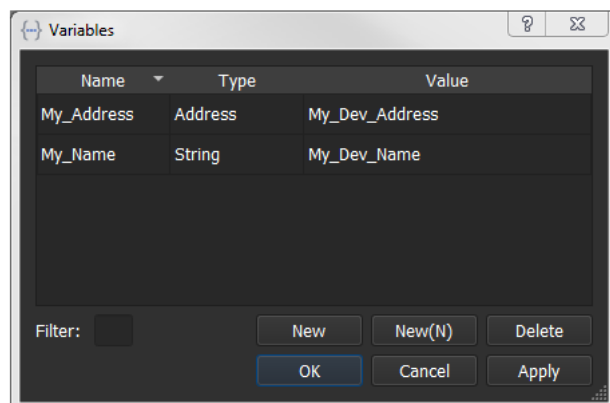 Variables
Name Type Value
My_Address Address My_Dev_Address
My_Name String My_Dev_Name
Filter: New New(N) Delete
OK Cancel Apply